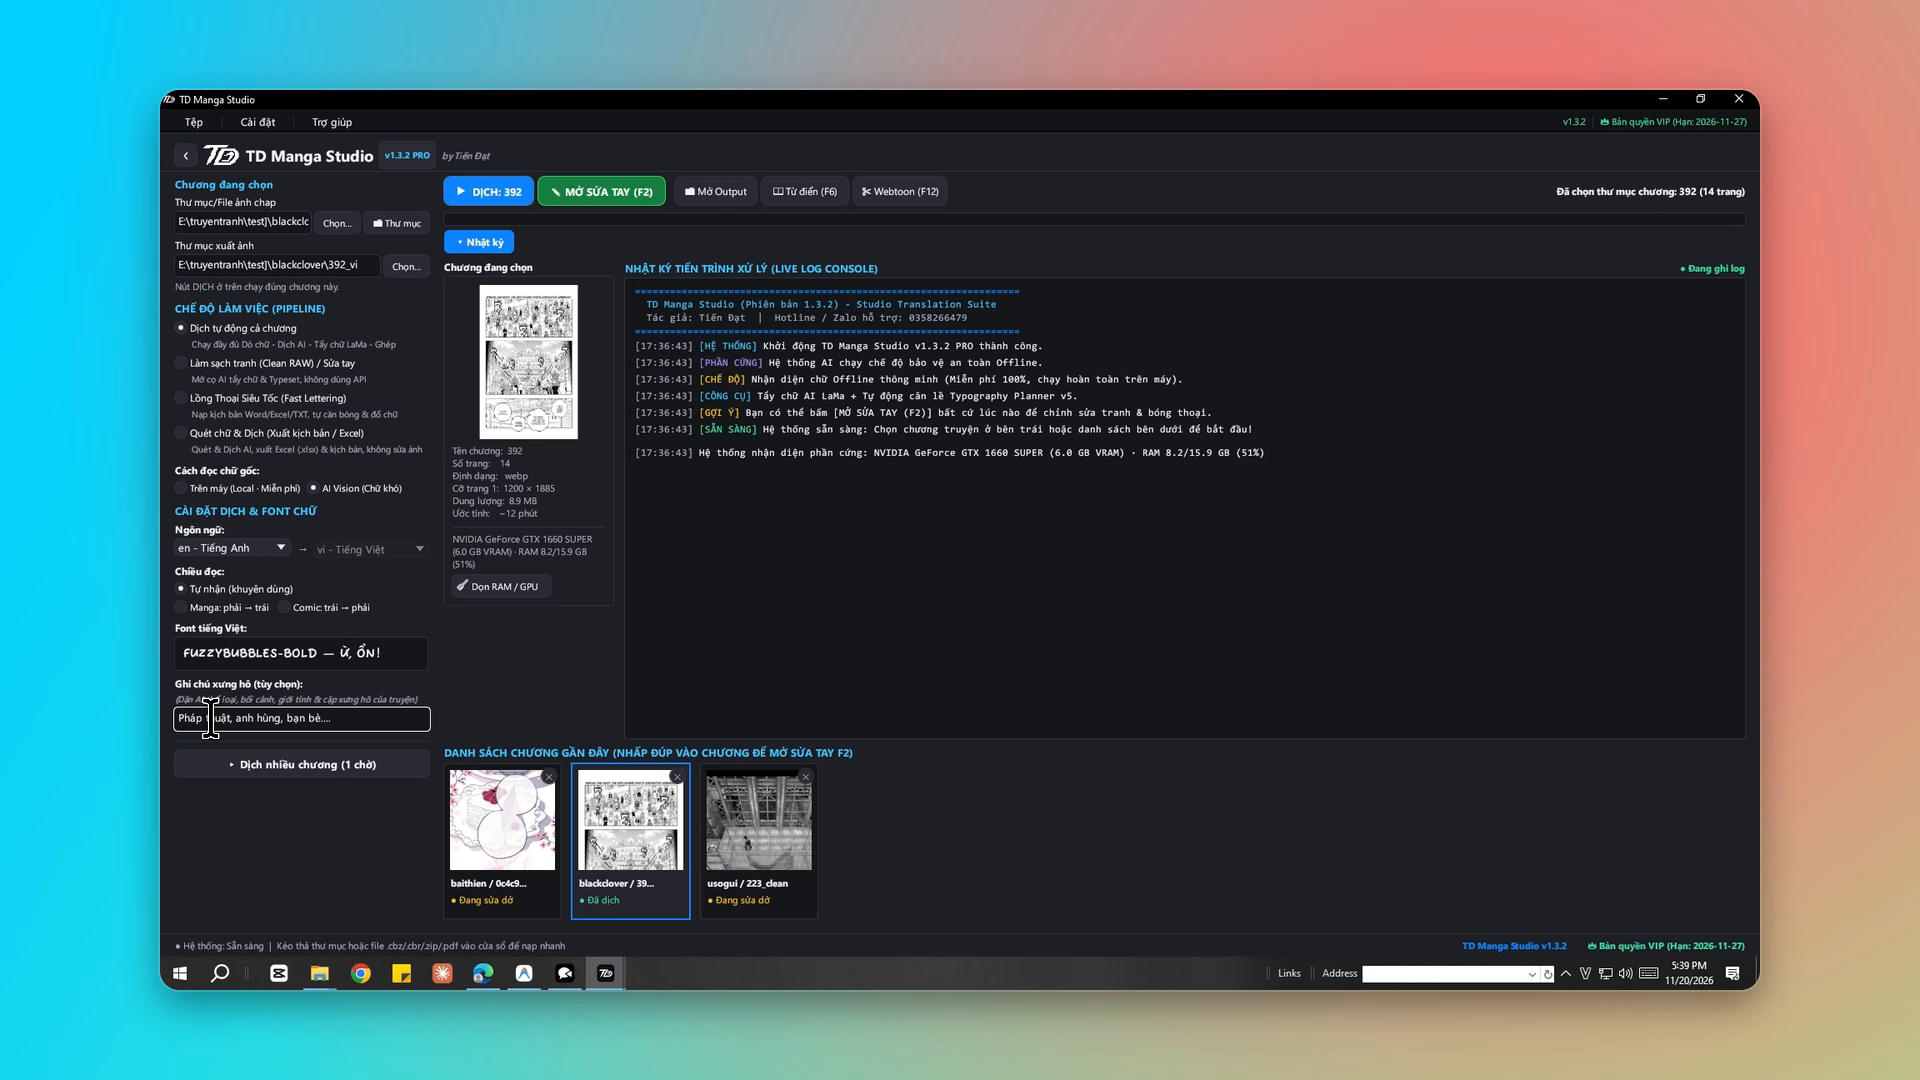 TD Manga Studio
Tệp
Cài đặt
Trợ giúp
v1.3.2
Bản quyền VIP (Hạn: 2026-11-27)
TD Manga Studio
v1.3.2 PRO
by Tiến Đạt
Chương đang chọn
Thư mục/File ảnh chap
E:\truyentranh\test]\blackclc
Chọn...
Thư mục
Thư mục xuất ảnh
E:\truyentranh\test]\blackclover\392_vi
Chọn...
Nút DỊCH ở trên chạy đúng chương này.
CHẾ ĐỘ LÀM VIỆC (PIPELINE)
Dịch tự động cả chương
Chạy đầy đủ Dò chữ - Dịch AI - Tẩy chữ LaMa - Ghép
Làm sạch tranh (Clean RAW) / Sửa tay
Mở cọ AI tẩy chữ & Typeset, không dùng API
Lồng Thoại Siêu Tốc (Fast Lettering)
Nạp kịch bản Word/Excel/TXT, tự căn bóng & đổ chữ
Quét chữ & Dịch (Xuất kịch bản / Excel)
Quét & Dịch AI, xuất Excel (.xlsx) & kịch bản, không sửa ảnh
Cách đọc chữ gốc:
Trên máy (Local · Miễn phí)
AI Vision (Chữ khó)
CÀI ĐẶT DỊCH & FONT CHỮ
Ngôn ngữ:
en - Tiếng Anh
→
vi - Tiếng Việt
Chiều đọc:
Tự nhận (khuyên dùng)
Manga: phải → trái
Comic: trái → phải
Font tiếng Việt:
FUZZYBUBBLES-BOLD — Ừ, ỔN!
Ghi chú xưng hô (tùy chọn):
(Dặn loại, bối cảnh, giới tính & cặp xưng hô của truyện)
Pháp thuật, anh hùng, bạn bè....
Dịch nhiều chương (1 chờ)
DỊCH: 392
MỞ SỬA TAY (F2)
Mở Output
Từ điển (F6)
Webtoon (F12)
Đã chọn thư mục chương: 392 (14 trang)
Nhật ký
Chương đang chọn
Tên chương: 392
Số trang: 14
Định dạng: webp
Cỡ trang 1: 1200 × 1885
Dung lượng: 8.9 MB
Ước tính: ~12 phút
NVIDIA GeForce GTX 1660 SUPER
(6.0 GB VRAM) · RAM 8.2/15.9 GB
(51%)
Dọn RAM / GPU
NHẬT KÝ TIẾN TRÌNH XỬ LÝ (LIVE LOG CONSOLE)
Đang ghi log
TD Manga Studio (Phiên bản 1.3.2) - Studio Translation Suite
Tác giả: Tiến Đạt | Hotline / Zalo hỗ trợ: 0358266479
[17:36:43] [HỆ THỐNG] Khởi động TD Manga Studio v1.3.2 PRO thành công.
[17:36:43] [PHẦN CỨNG] Hệ thống AI chạy chế độ bảo vệ an toàn Offline.
[17:36:43] [CHẾ ĐỘ] Nhận diện chữ Offline thông minh (Miễn phí 100%, chạy hoàn toàn trên máy).
[17:36:43] [CÔNG CỤ] Tẩy chữ AI LaMa + Tự động căn lề Typography Planner v5.
[17:36:43] [GỢI Ý] Bạn có thể bấm [MỞ SỬA TAY (F2)] bất cứ lúc nào để chỉnh sửa tranh & bóng thoại.
[17:36:43] [SẴN SÀNG] Hệ thống sẵn sàng: Chọn chương truyện ở bên trái hoặc danh sách bên dưới để bắt đầu!
[17:36:43] Hệ thống nhận diện phần cứng: NVIDIA GeForce GTX 1660 SUPER (6.0 GB VRAM) · RAM 8.2/15.9 GB (51%)
DANH SÁCH CHƯƠNG GẦN ĐÂY (NHẤP ĐÚP VÀO CHƯƠNG ĐỂ MỞ SỬA TAY F2)
baithien / 0c4c9...
Đang sửa dở
blackclover / 39...
Đã dịch
usogui / 223_clean
Đang sửa dở
Hệ thống: Sẵn sàng | Kéo thả thư mục hoặc file .cbz/.cbr/.zip/.pdf vào cửa sổ để nạp nhanh
TD Manga Studio v1.3.2
Bản quyền VIP (Hạn: 2026-11-27)
Links
Address
5:39 PM
11/20/2026